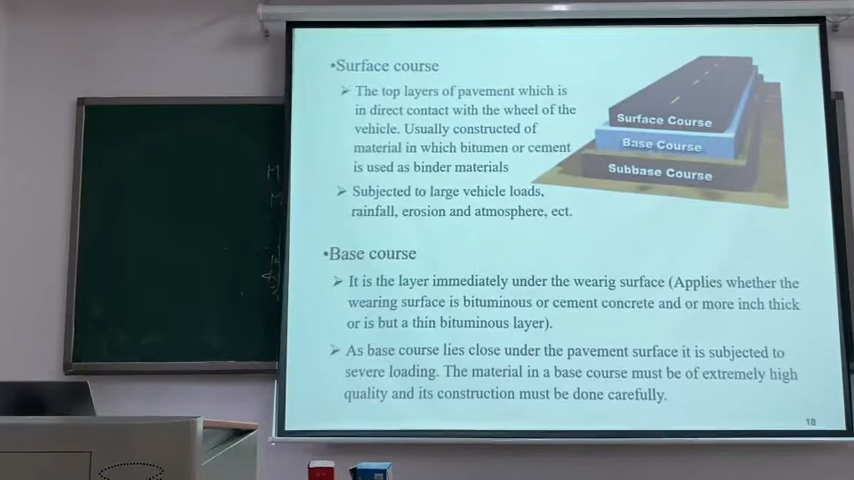 •Surface course
➢ The top layers of pavement which is
in direct contact with the wheel of the
vehicle. Usually constructed of
material in which bitumen or cement
is used as binder materials.
➢ Subjected to large vehicle loads,
rainfall, erosion and atmosphere, ect.
Surface Course
Base Course
Subbase Course
•Base course
➢ It is the layer immediately under the wearig surface (Applies whether the
wearing surface is bituminous or cement concrete and or more inch thick
or is but a thin bituminous layer).
➢ As base course lies close under the pavement surface it is subjected to
severe loading. The material in a base course must be of extremely high
quality and its construction must be done carefully.
18